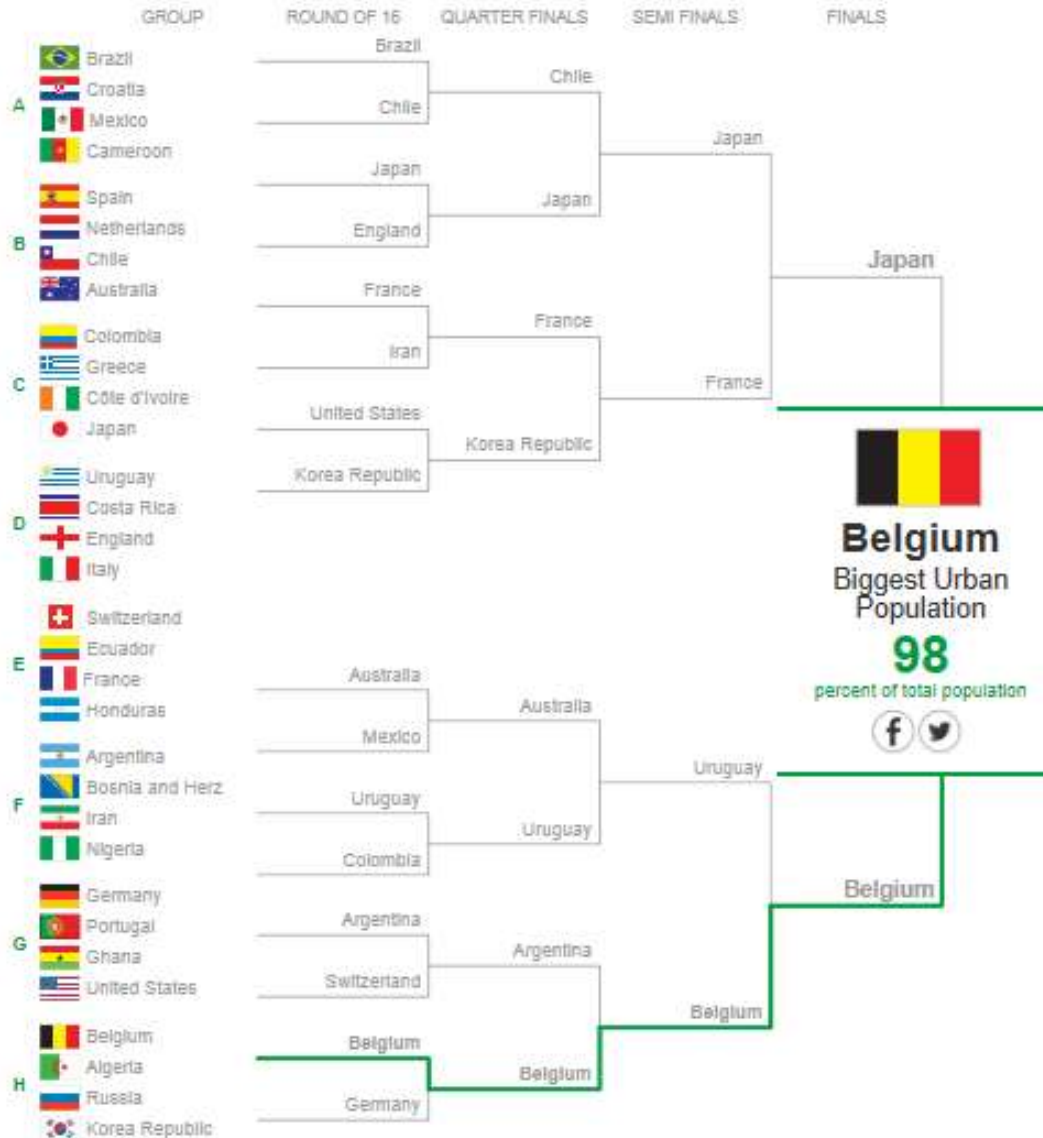 GROUP
ROUND OF 16
QUARTER FINALS
SEMI FINALS
FINALS
A
Brazil
Croatia
Mexico
Cameroon
B
Spain
Netherlands
Chile
Australia
C
Colombia
Greece
Côte d'Ivoire
Japan
D
Uruguay
Costa Rica
England
Italy
E
Switzerland
Ecuador
France
Honduras
F
Argentina
Bosnia and Herz
Iran
Nigeria
G
Germany
Portugal
Ghana
United States
H
Belgium
Algeria
Russia
Korea Republic
Brazil
Chile
Japan
England
France
Iran
United States
Korea Republic
Australia
Mexico
Uruguay
Colombia
Argentina
Switzerland
Belgium
Germany
Chile
Japan
France
Korea Republic
Australia
Uruguay
Argentina
Belgium
Japan
France
Uruguay
Belgium
Japan
Belgium
Belgium
Biggest Urban
Population
98
percent of total population
f